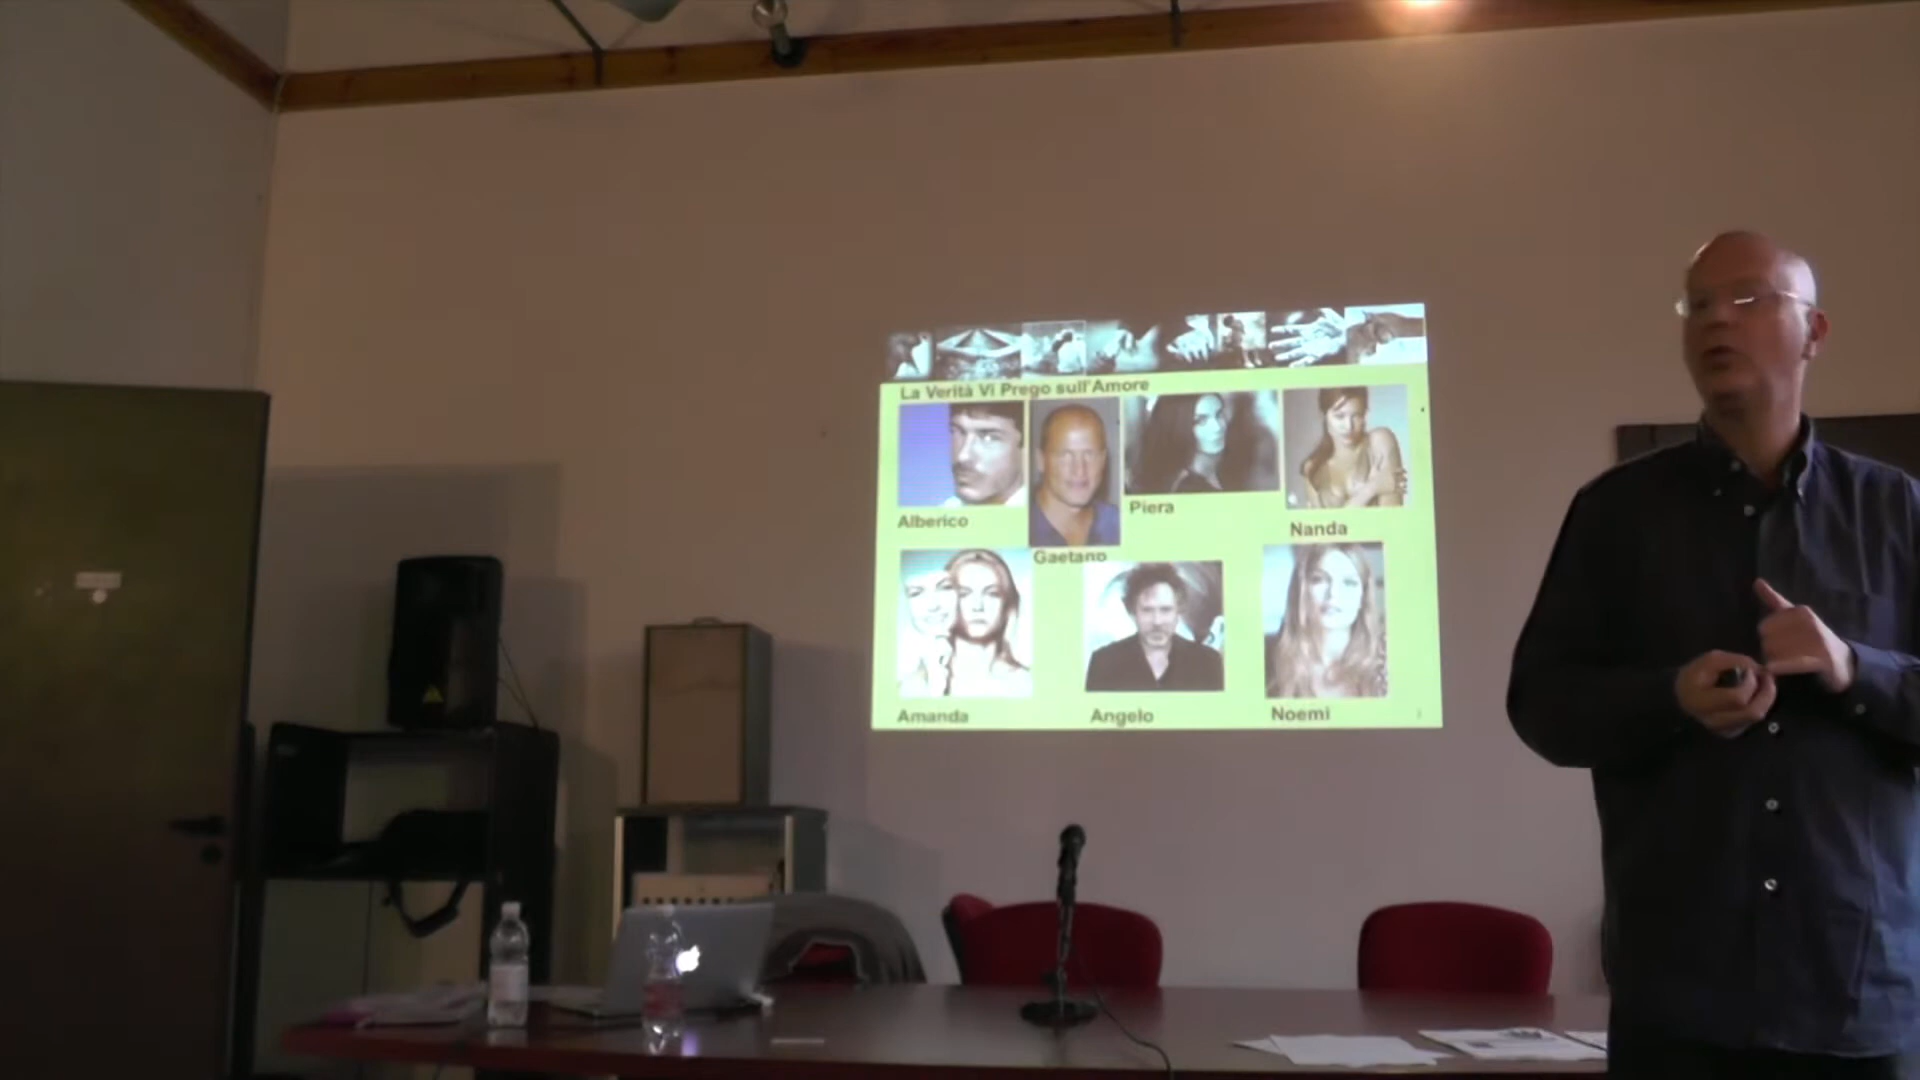 La Verità Vi Prego sull'Amore
Alberico
Gaetano
Piera
Nanda
Amanda
Angelo
Noemi